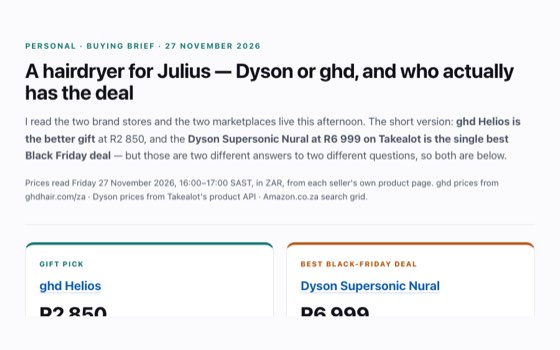 PERSONAL · BUYING BRIEF · 27 NOVEMBER 2026
A hairdryer for Julius — Dyson or ghd, and who actually
has the deal
I read the two brand stores and the two marketplaces live this afternoon. The short version: ghd Helios is
the better gift at R2 850, and the Dyson Supersonic Nural at R6 999 on Takealot is the single best
Black Friday deal — but those are two different answers to two different questions, so both are below.
Prices read Friday 27 November 2026, 16:00–17:00 SAST, in ZAR, from each seller's own product page. ghd prices from
ghdhair.com/za · Dyson prices from Takealot's product API · Amazon.co.za search grid.
GIFT PICK
ghd Helios
R2 850
BEST BLACK-FRIDAY DEAL
Dyson Supersonic Nural
R6 999